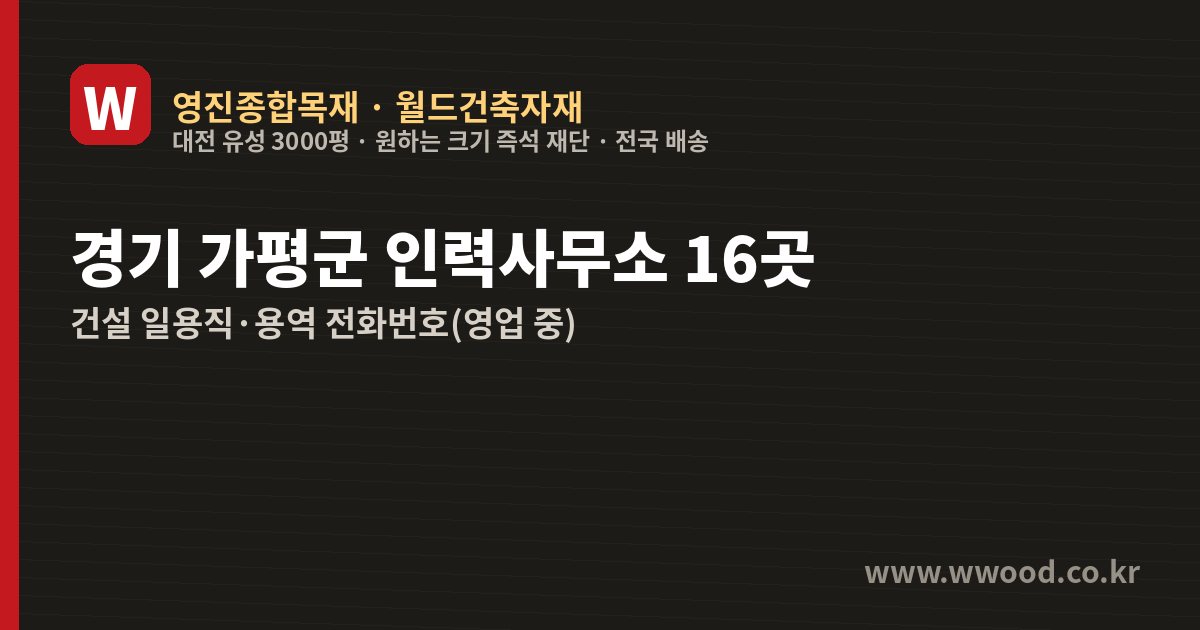 W
영진종합목재 · 월드건축자재
대전 유성 3000평 · 원하는 크기 즉석 재단 · 전국 배송
경기 가평군 인력사무소 16곳
건설 일용직·용역 전화번호(영업 중)
www.wwood.co.kr